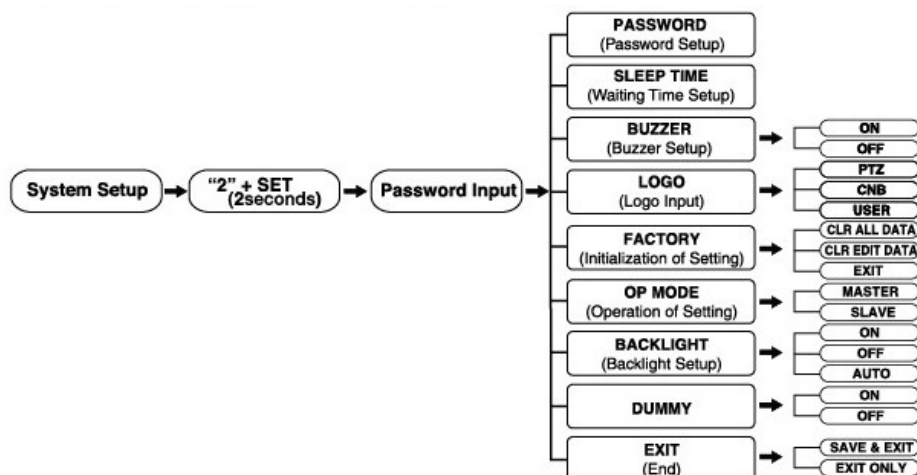 System Setup
"2" + SET
(2seconds)
Password Input
PASSWORD
(Password Setup)
SLEEP TIME
(Waiting Time Setup)
BUZZER
(Buzzer Setup)
ON
OFF
LOGO
(Logo Input)
PTZ
CNB
USER
FACTORY
(Initialization of Setting)
CLR ALL DATA
CLR EDIT DATA
EXIT
OP MODE
(Operation of Setting)
MASTER
SLAVE
BACKLIGHT
(Backlight Setup)
ON
OFF
AUTO
DUMMY
ON
OFF
EXIT
(End)
SAVE & EXIT
EXIT ONLY